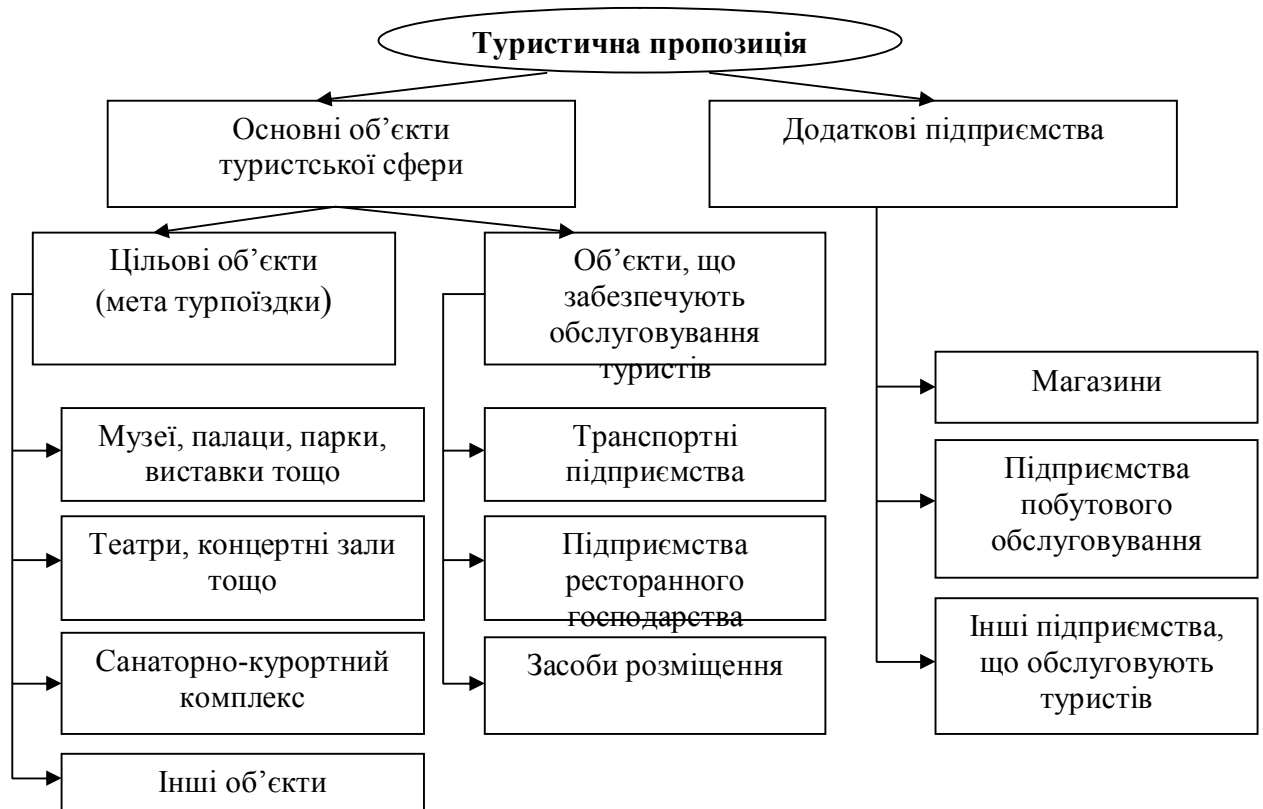 Туристична пропозиція
Основні об’єкти
туристської сфери
Додаткові підприємства
Цільові об’єкти
(мета турпоїздки)
Об’єкти, що
забезпечують
обслуговування
туристів
Музеї, палаци, парки,
виставки тощо
Театри, концертні зали
тощо
Санаторно-курортний
комплекс
Інші об’єкти
Транспортні
підприємства
Підприємства
ресторанного
господарства
Засоби розміщення
Магазини
Підприємства
побутового
обслуговування
Інші підприємства,
що обслуговують
туристів